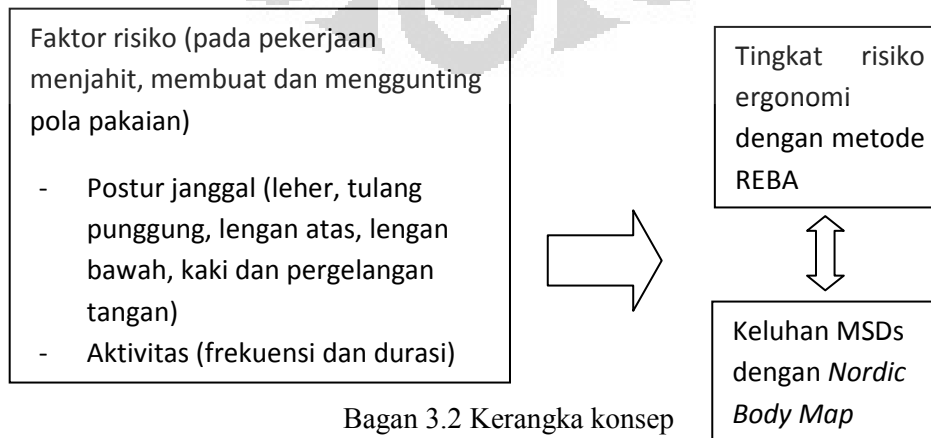 Faktor risiko (pada pekerjaan
menjahit, membuat dan menggunting
pola pakaian)
- Postur janggal (leher, tulang
punggung, lengan atas, lengan
bawah, kaki dan pergelangan
tangan)
- Aktivitas (frekuensi dan durasi)
Tingkat risiko
ergonomi
dengan metode
REBA
Keluhan MSDs
dengan Nordic
Body Map
Bagan 3.2 Kerangka konsep